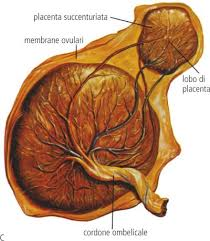 placenta succenturiata
membrane ovulari
lobo di
placenta
cordone ombelicale
C